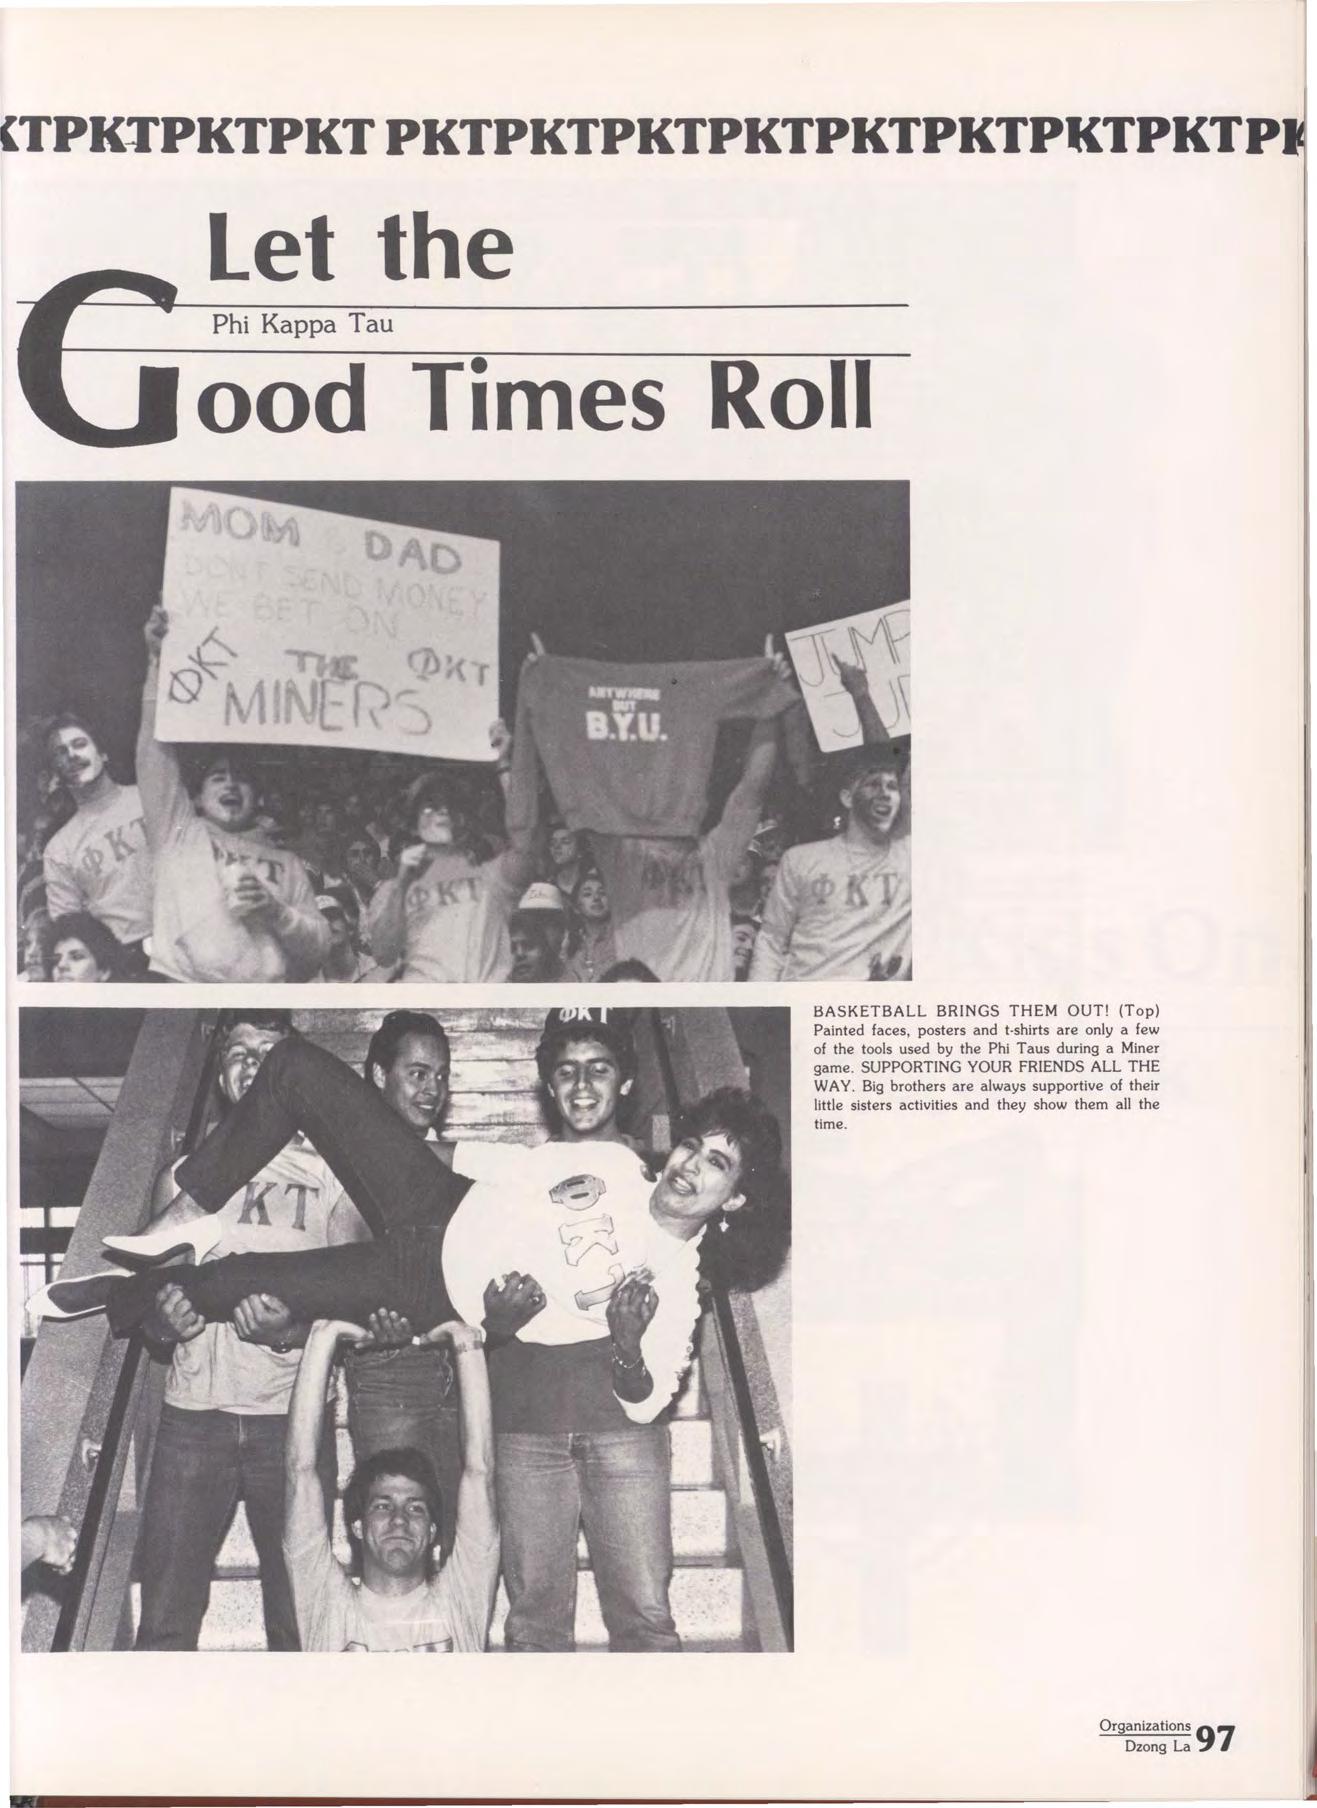 KTPKTPKTPKT PKTPKTPKTPKTPKTPKTPKTPKTPK
Let the
Phi Kappa Tau
Good Times Roll
MOM & DAD
DON'T SEND MONEY
WE BET ON
ΦKT THE ΦKT
MINERS
ANYWHERE
BUT
B.Y.U.
JUMP
ΦKT
ΦKT
ΦKT
ΦKT
BASKETBALL BRINGS THEM OUT! (Top)
Painted faces, posters and t-shirts are only a few
of the tools used by the Phi Taus during a Miner
game. SUPPORTING YOUR FRIENDS ALL THE
WAY. Big brothers are always supportive of their
little sisters activities and they show them all the
time.
ΦKT
KT
ΦKT
Organizations
Dzong La 97